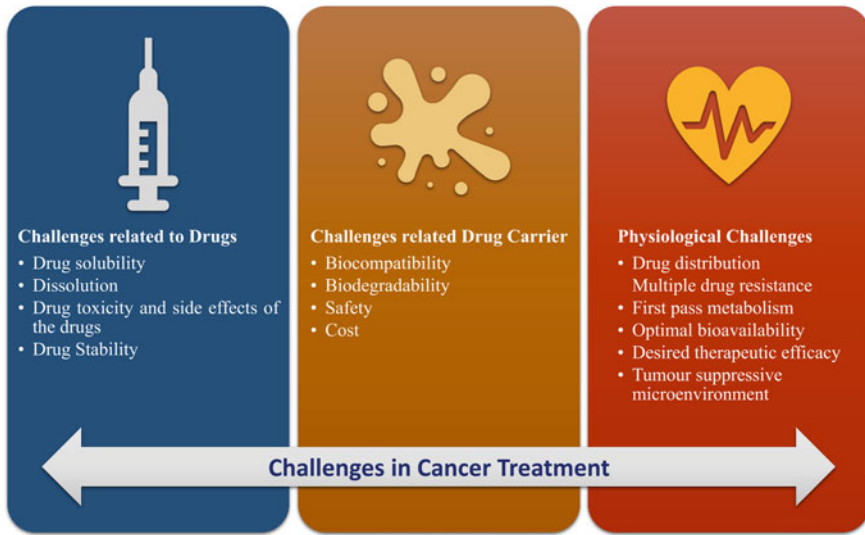 Challenges related to Drugs
• Drug solubility
• Dissolution
• Drug toxicity and side effects of
the drugs
• Drug Stability
Challenges related Drug Carrier
• Biocompatibility
• Biodegradability
• Safety
• Cost
Physiological Challenges
• Drug distribution
Multiple drug resistance
• First pass metabolism
• Optimal bioavailability
• Desired therapeutic efficacy
• Tumour suppressive
microenvironment
Challenges in Cancer Treatment